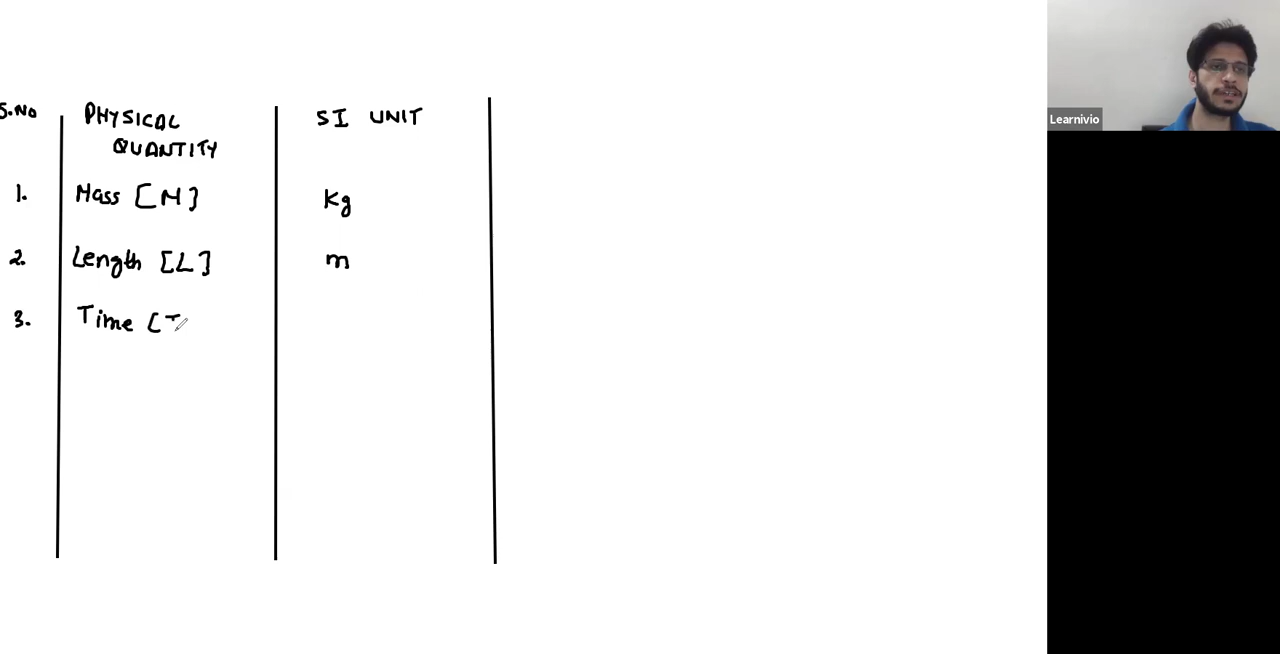 S.NO PHYSICAL QUANTITY SI UNIT
1. Mass [M] Kg
2. Length [L] m
3. Time [T
Learnivio